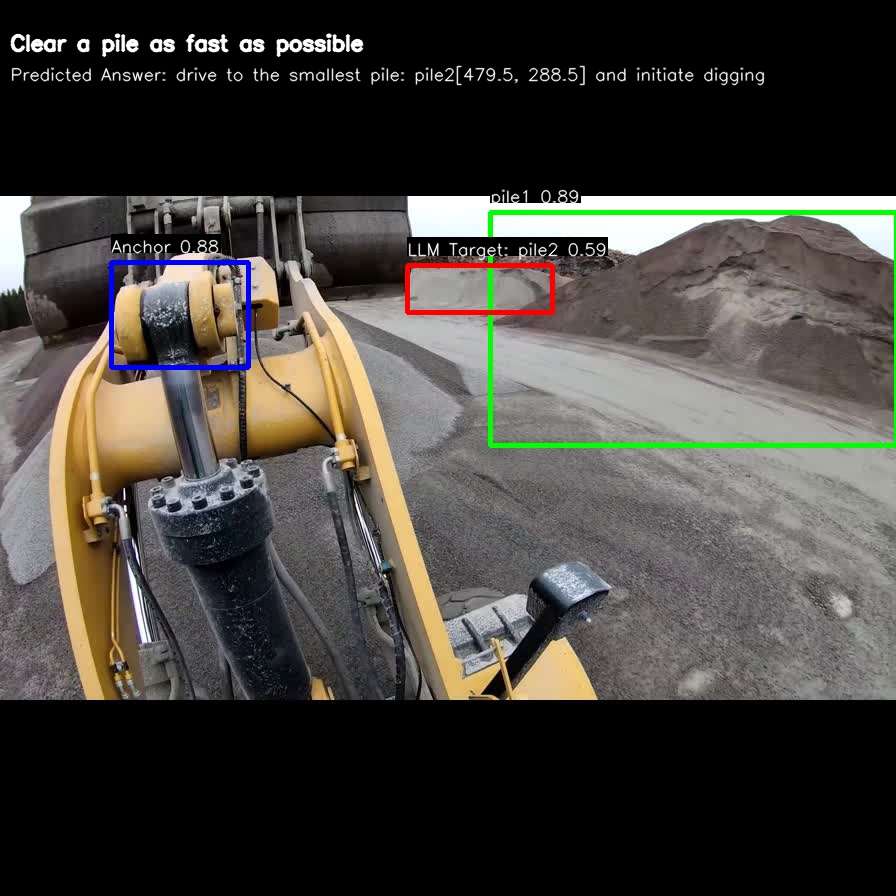 Clear a pile as fast as possible
Predicted Answer: drive to the smallest pile: pile2[479.5, 288.5] and initiate digging
pile1 0.89
Anchor 0.88
LLM Target: pile2 0.59